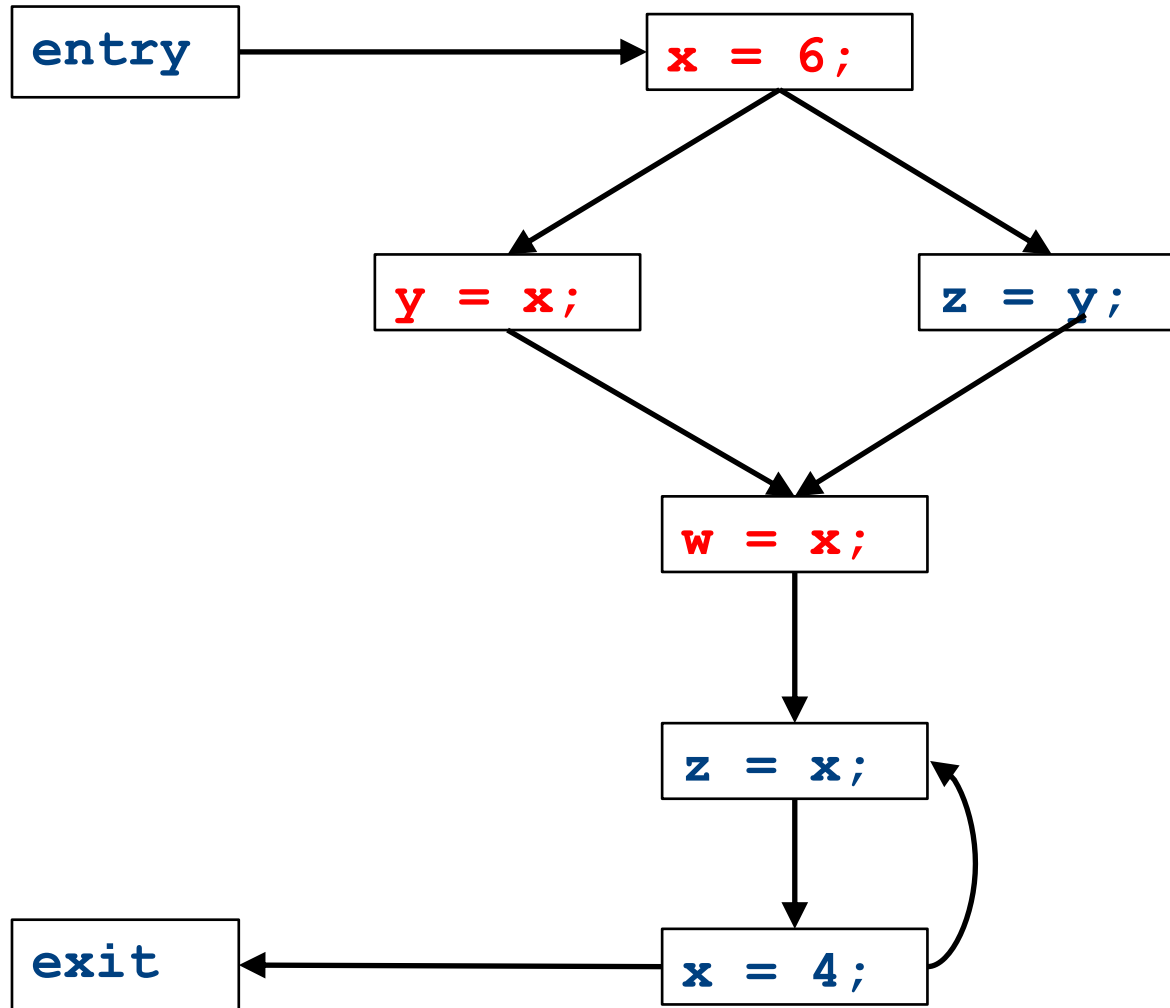 entry
x = 6;
y = x;
z = y;
w = x;
z = x;
x = 4;
exit